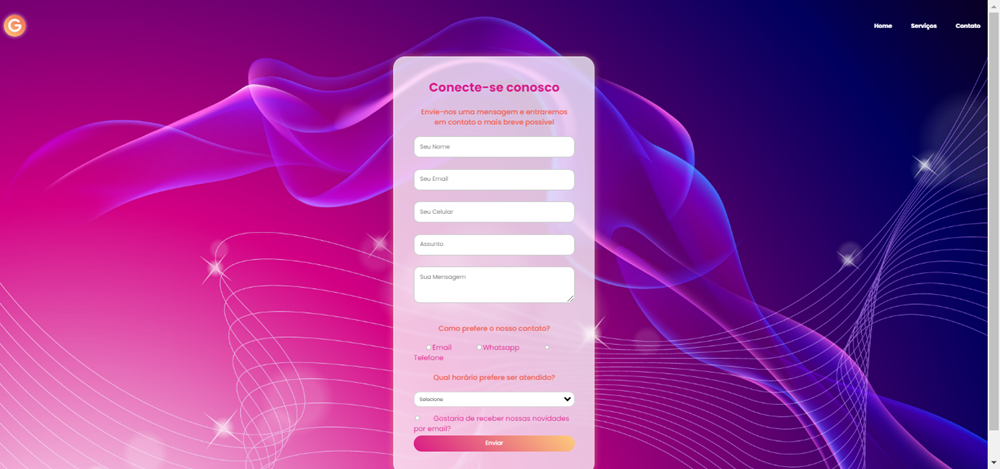 G
Home Serviços Contato
Conecte-se conosco
Envie-nos uma mensagem e entraremos
em contato o mais breve possível
Seu Nome
Seu Email
Seu Celular
Assunto
Sua Mensagem
Como prefere o nosso contato?
Email Whatsapp
Telefone
Qual horário prefere ser atendido?
Selecione
Gostaria de receber nossas novidades
por email?
Enviar